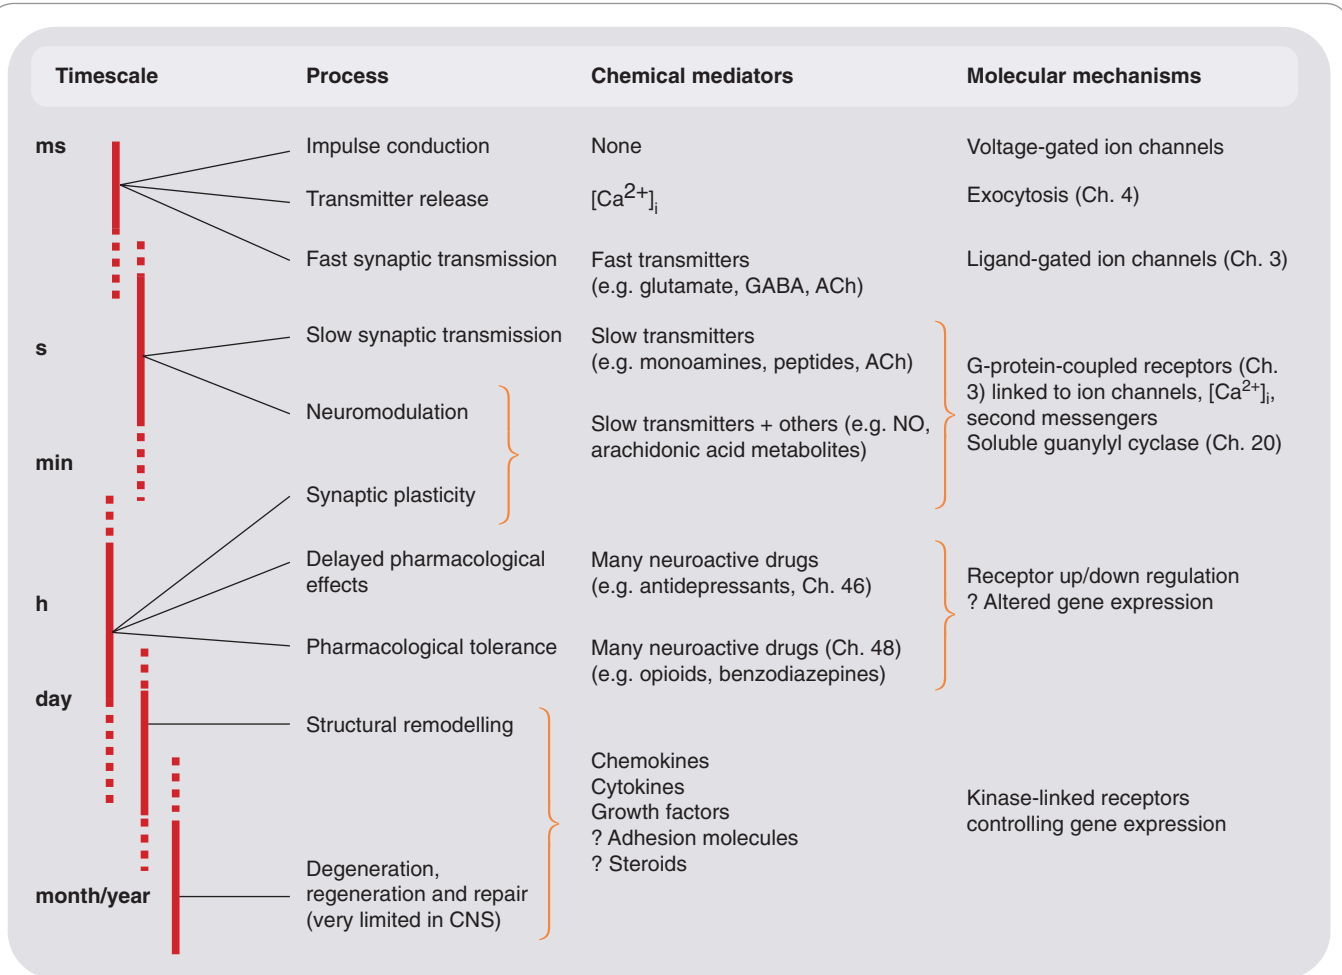 Timescale Process Chemical mediators Molecular mechanisms
ms Impulse conduction None Voltage-gated ion channels
Transmitter release [Ca2+]i Exocytosis (Ch. 4)
Fast synaptic transmission Fast transmitters Ligand-gated ion channels (Ch. 3)
(e.g. glutamate, GABA, ACh)
s Slow synaptic transmission Slow transmitters
(e.g. monoamines, peptides, ACh)
G-protein-coupled receptors (Ch.
3) linked to ion channels, [Ca2+]i,
second messengers
Soluble guanylyl cyclase (Ch. 20)
Neuromodulation
Slow transmitters + others (e.g. NO,
arachidonic acid metabolites)
min
Synaptic plasticity
Delayed pharmacological
effects
Many neuroactive drugs
(e.g. antidepressants, Ch. 46)
Receptor up/down regulation
? Altered gene expression
h
Pharmacological tolerance
Many neuroactive drugs (Ch. 48)
(e.g. opioids, benzodiazepines)
day
Structural remodelling
Chemokines
Cytokines
Growth factors
? Adhesion molecules
? Steroids
Kinase-linked receptors
controlling gene expression
month/year
Degeneration,
regeneration and repair
(very limited in CNS)